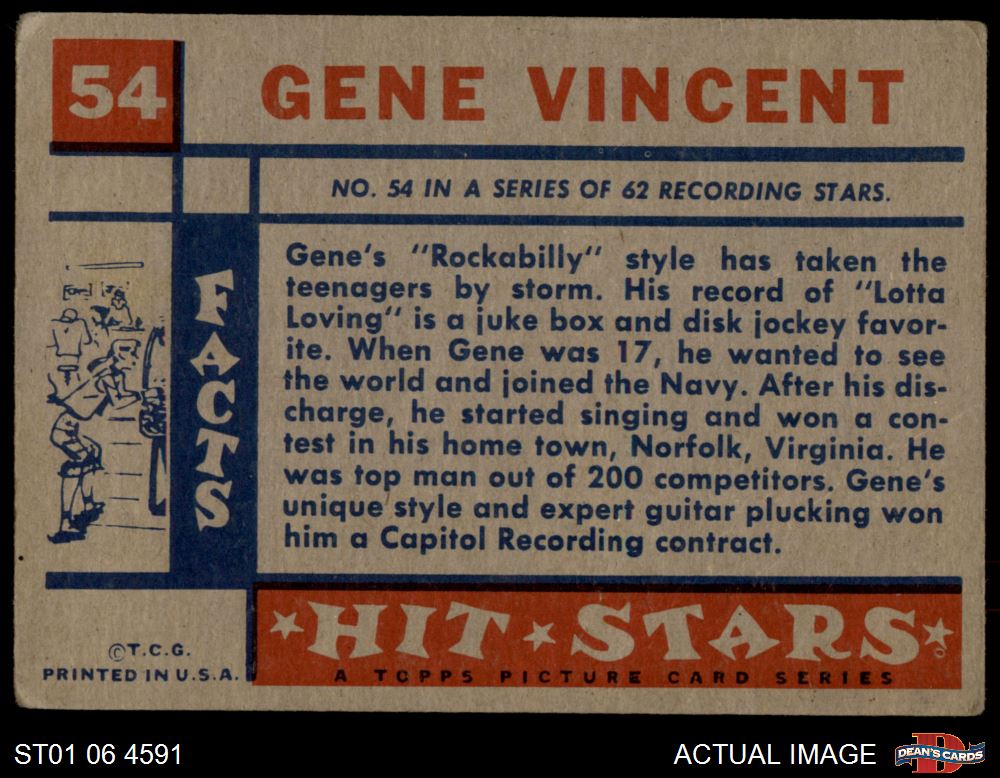 54
GENE VINCENT
NO. 54 IN A SERIES OF 62 RECORDING STARS.
FACTS
Gene's "Rockabilly" style has taken the
teenagers by storm. His record of "Lotta
Loving" is a juke box and disk jockey favor-
ite. When Gene was 17, he wanted to see
the world and joined the Navy. After his dis-
charge, he started singing and won a con-
test in his home town, Norfolk, Virginia. He
was top man out of 200 competitors. Gene's
unique style and expert guitar plucking won
him a Capitol Recording contract.
©T.C.G.
PRINTED IN U.S.A.
HIT STARS
A TOPPS PICTURE CARD SERIES
ST01 06 4591
ACTUAL IMAGE
DEAN'S CARDS